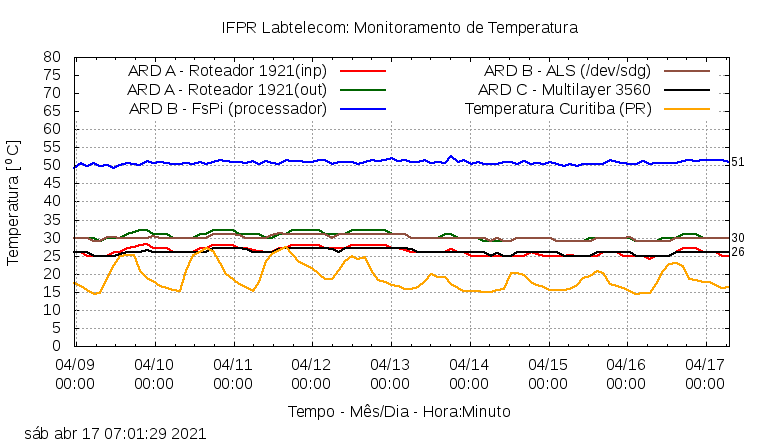 IFPR Labtelecom: Monitoramento de Temperatura
ARD A - Roteador 1921(inp)
ARD A - Roteador 1921(out)
ARD B - FsPi (processador)
ARD B - ALS (/dev/sdg)
ARD C - Multilayer 3560
Temperatura Curitiba (PR)
Temperatura [ ⁰ C]
80
75
70
65
60
55
50
45
40
35
30
25
20
15
10
5
0
51
30
26
04/09 04/10 04/11 04/12 04/13 04/14 04/15 04/16 04/17
00:00 00:00 00:00 00:00 00:00 00:00 00:00 00:00 00:00
Tempo - Mês/Dia - Hora:Minuto
sáb abr 17 07:01:29 2021